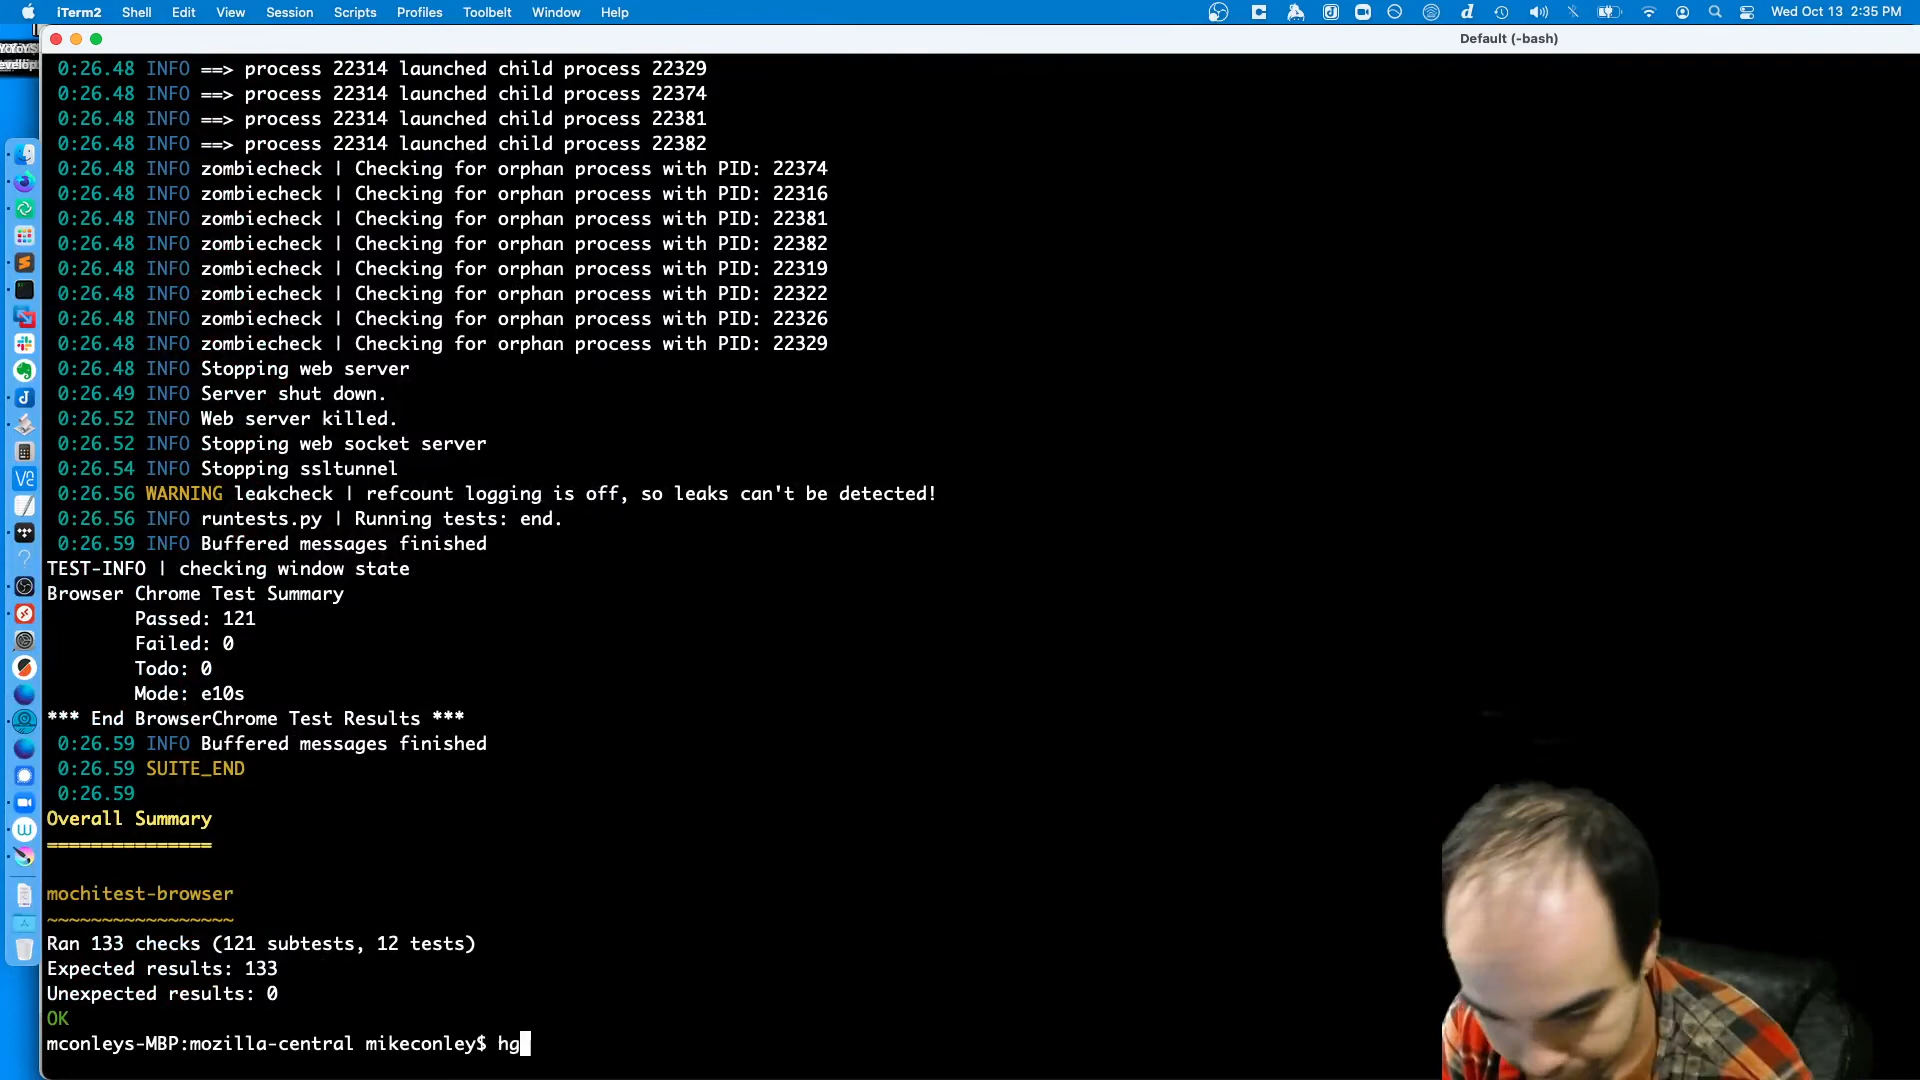 iTerm2 Shell Edit View Session Scripts Profiles Toolbelt Window Help
Wed Oct 13 2:35 PM
Default (-bash)
0:26.48 INFO ==> process 22314 launched child process 22329
0:26.48 INFO ==> process 22314 launched child process 22374
0:26.48 INFO ==> process 22314 launched child process 22381
0:26.48 INFO ==> process 22314 launched child process 22382
0:26.48 INFO zombiecheck | Checking for orphan process with PID: 22374
0:26.48 INFO zombiecheck | Checking for orphan process with PID: 22316
0:26.48 INFO zombiecheck | Checking for orphan process with PID: 22381
0:26.48 INFO zombiecheck | Checking for orphan process with PID: 22382
0:26.48 INFO zombiecheck | Checking for orphan process with PID: 22319
0:26.48 INFO zombiecheck | Checking for orphan process with PID: 22322
0:26.48 INFO zombiecheck | Checking for orphan process with PID: 22326
0:26.48 INFO zombiecheck | Checking for orphan process with PID: 22329
0:26.48 INFO Stopping web server
0:26.49 INFO Server shut down.
0:26.52 INFO Web server killed.
0:26.52 INFO Stopping web socket server
0:26.54 INFO Stopping ssltunnel
0:26.56 WARNING leakcheck | refcount logging is off, so leaks can't be detected!
0:26.56 INFO runtests.py | Running tests: end.
0:26.59 INFO Buffered messages finished
TEST-INFO | checking window state
Browser Chrome Test Summary
Passed: 121
Failed: 0
Todo: 0
Mode: e10s
*** End BrowserChrome Test Results ***
0:26.59 INFO Buffered messages finished
0:26.59 SUITE_END
0:26.59
Overall Summary
===============
mochitest-browser
~~~~~~~~~~~~~~~~~
Ran 133 checks (121 subtests, 12 tests)
Expected results: 133
Unexpected results: 0
OK
mconleys-MBP:mozilla-central mikeconley$ hg